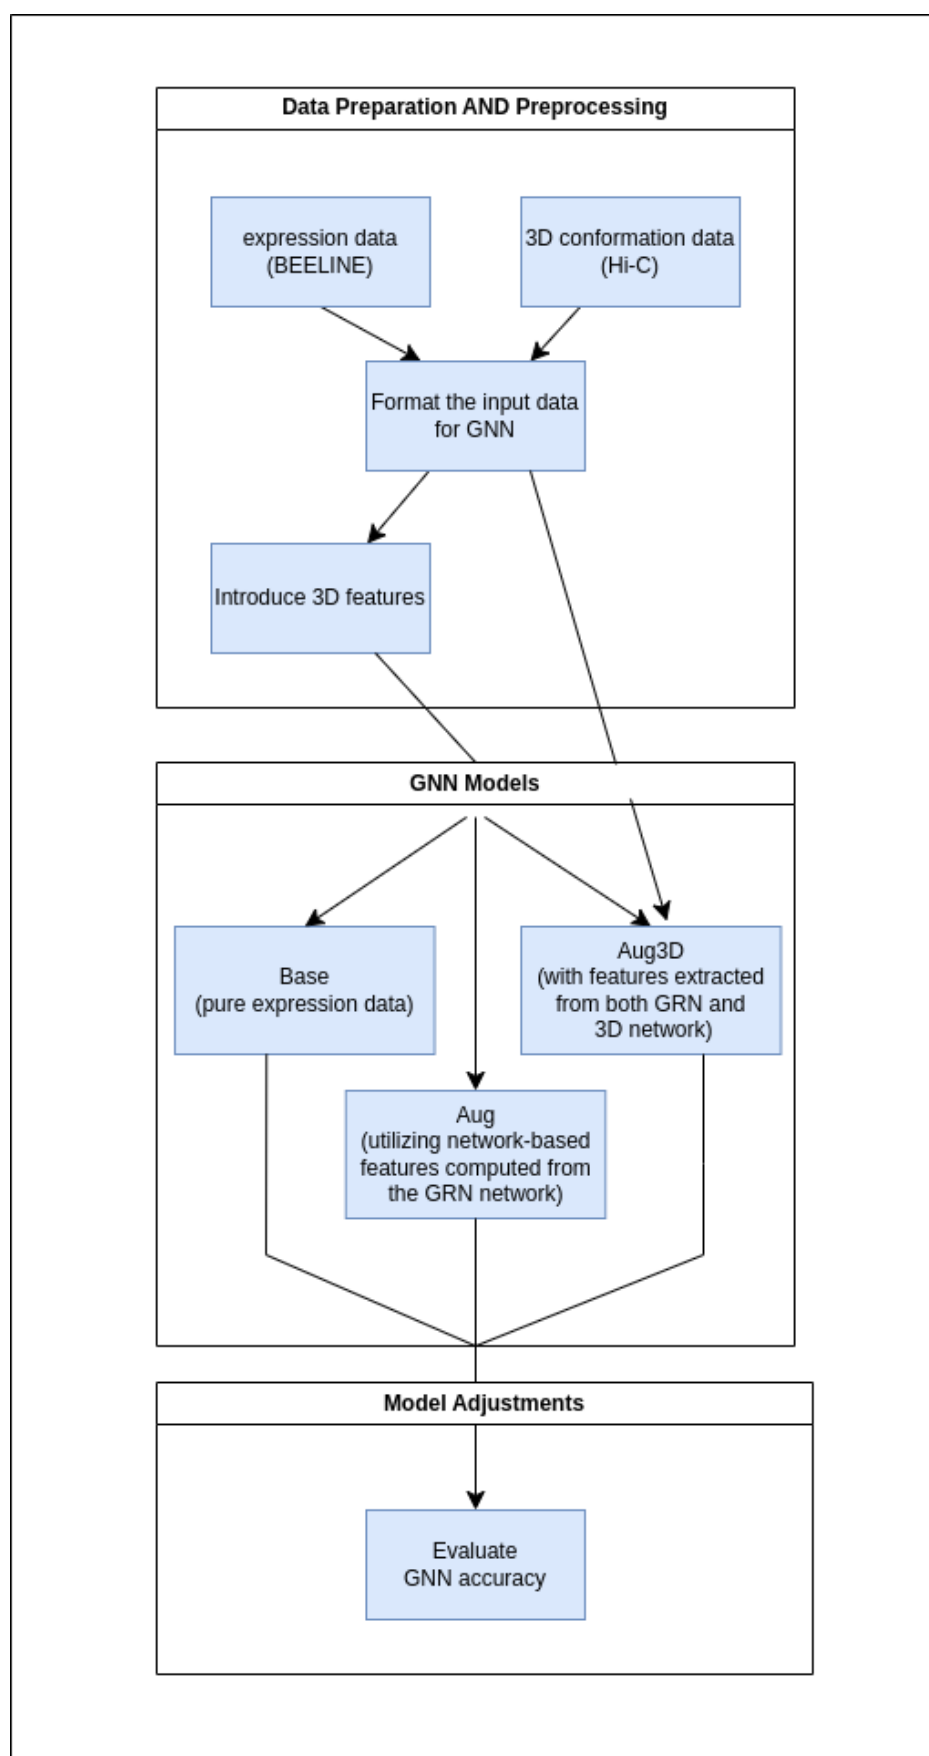 Data Preparation AND Preprocessing
expression data
(BEELINE)
3D conformation data
(Hi-C)
Format the input data
for GNN
Introduce 3D features
GNN Models
Base
(pure expression data)
Aug3D
(with features extracted
from both GRN and
3D network)
Aug
(utilizing network-based
features computed from
the GRN network)
Model Adjustments
Evaluate
GNN accuracy